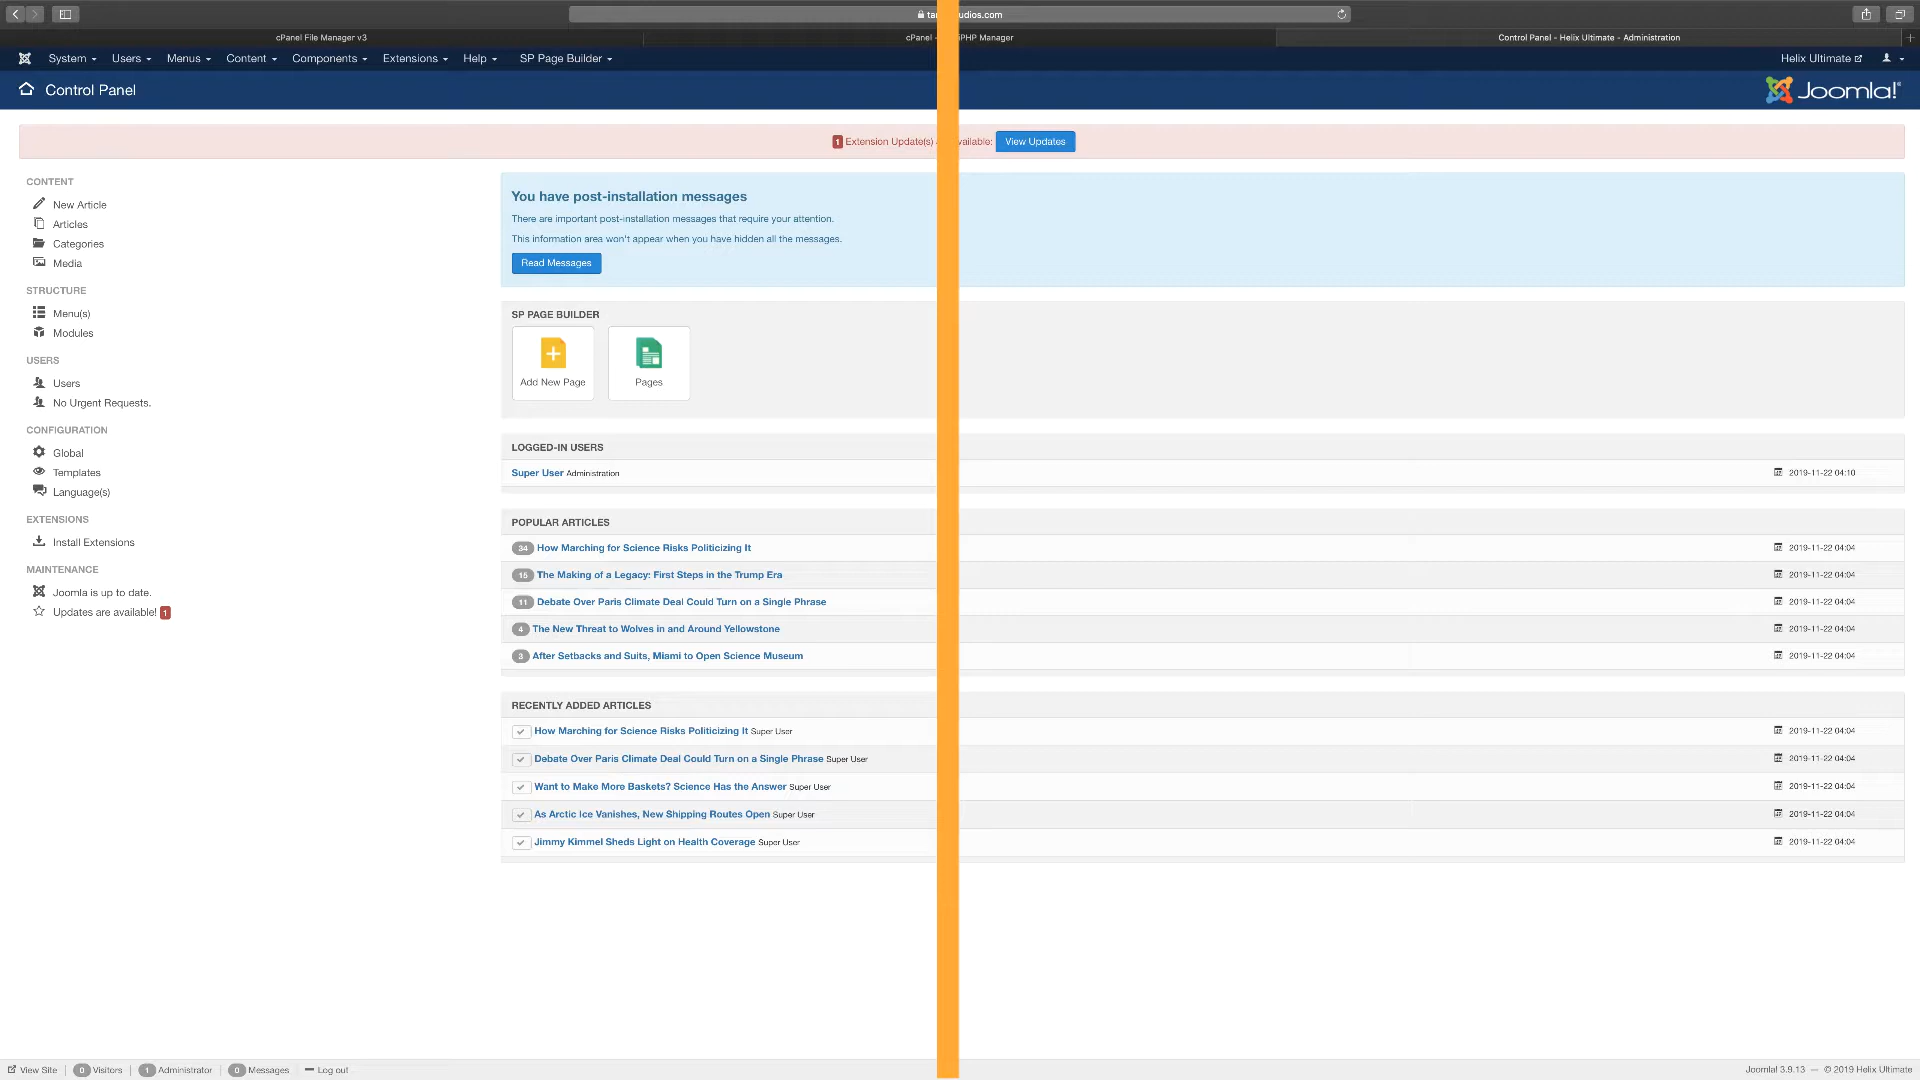 cPanel File Manager v3
cPanel PHP Manager
Control Panel - Helix Ultimate - Administration
System Users Menus Content Components Extensions Help SP Page Builder
Helix Ultimate
Control Panel
Joomla!®
1 Extension Update(s) View Updates
CONTENT
New Article
Articles
Categories
Media
STRUCTURE
Menu(s)
Modules
USERS
Users
No Urgent Requests.
CONFIGURATION
Global
Templates
Language(s)
EXTENSIONS
Install Extensions
MAINTENANCE
Joomla is up to date.
Updates are available! 1
You have post-installation messages
There are important post-installation messages that require your attention.
This information area won't appear when you have hidden all the messages.
Read Messages
SP PAGE BUILDER
Add New Page
Pages
LOGGED-IN USERS
Super User Administration 2019-11-22 04:10
POPULAR ARTICLES
34 How Marching for Science Risks Politicizing It 2019-11-22 04:04
15 The Making of a Legacy: First Steps in the Trump Era 2019-11-22 04:04
11 Debate Over Paris Climate Deal Could Turn on a Single Phrase 2019-11-22 04:04
4 The New Threat to Wolves in and Around Yellowstone 2019-11-22 04:04
3 After Setbacks and Suits, Miami to Open Science Museum 2019-11-22 04:04
RECENTLY ADDED ARTICLES
How Marching for Science Risks Politicizing It Super User 2019-11-22 04:04
Debate Over Paris Climate Deal Could Turn on a Single Phrase Super User 2019-11-22 04:04
Want to Make More Baskets? Science Has the Answer Super User 2019-11-22 04:04
As Arctic Ice Vanishes, New Shipping Routes Open Super User 2019-11-22 04:04
Jimmy Kimmel Sheds Light on Health Coverage Super User 2019-11-22 04:04
View Site 0 Visitors 1 Administrator 0 Messages Log out
Joomla! 3.9.13 — © 2019 Helix Ultimate